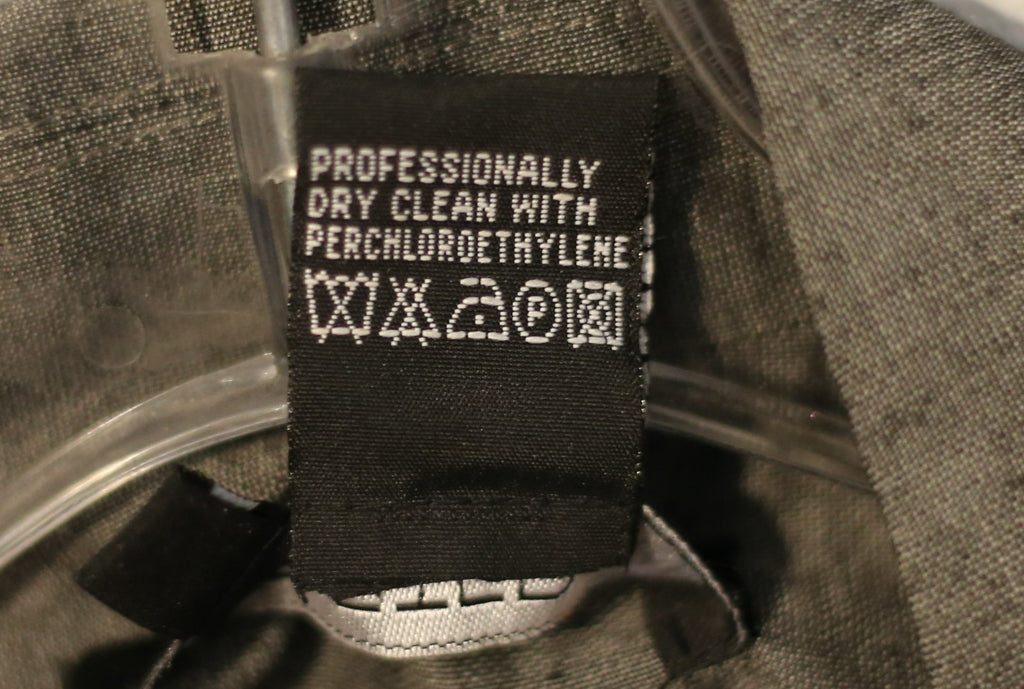 PROFESSIONALLY
DRY CLEAN WITH
PERCHLOROETHYLENE
P